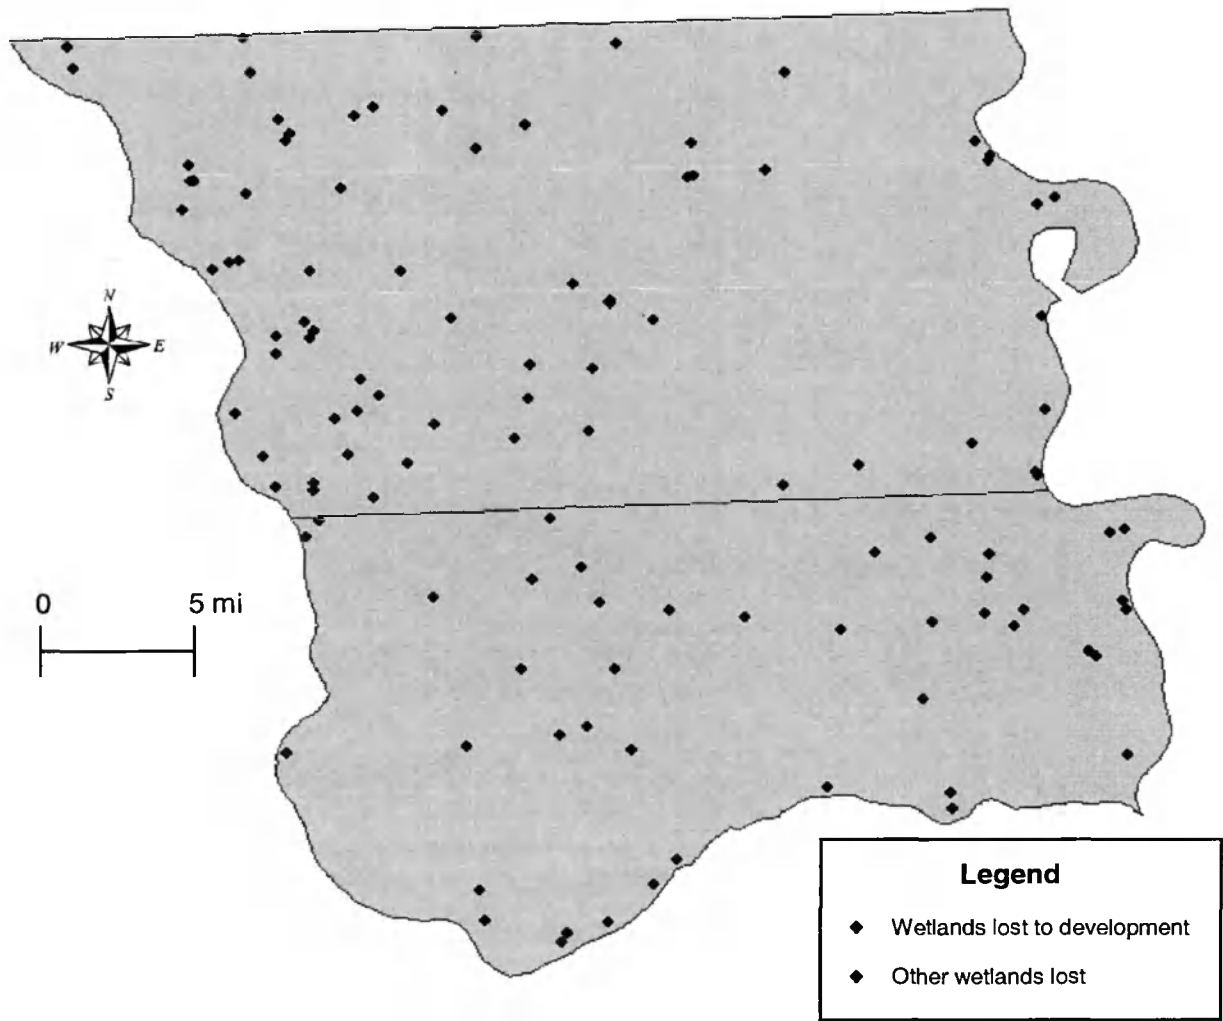 N
W E
S
0 5 mi
Legend
Wetlands lost to development
Other wetlands lost